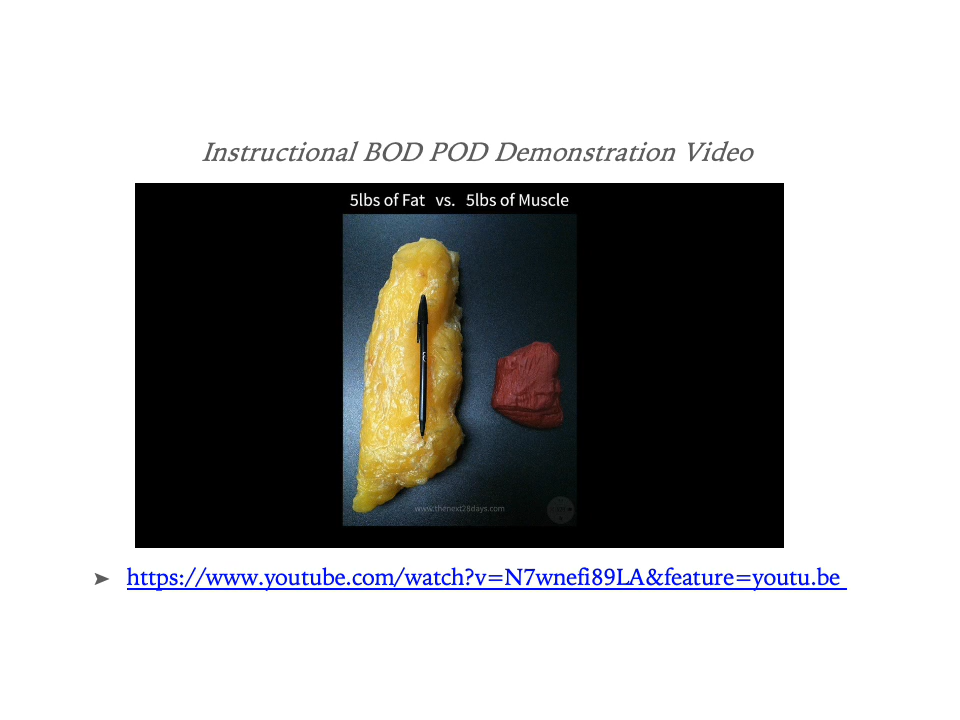 Instructional BOD POD Demonstration Video
5lbs of Fat vs. 5lbs of Muscle
www.thenext28days.com
➤ https://www.youtube.com/watch?v=N7wnefi89LA&feature=youtu.be